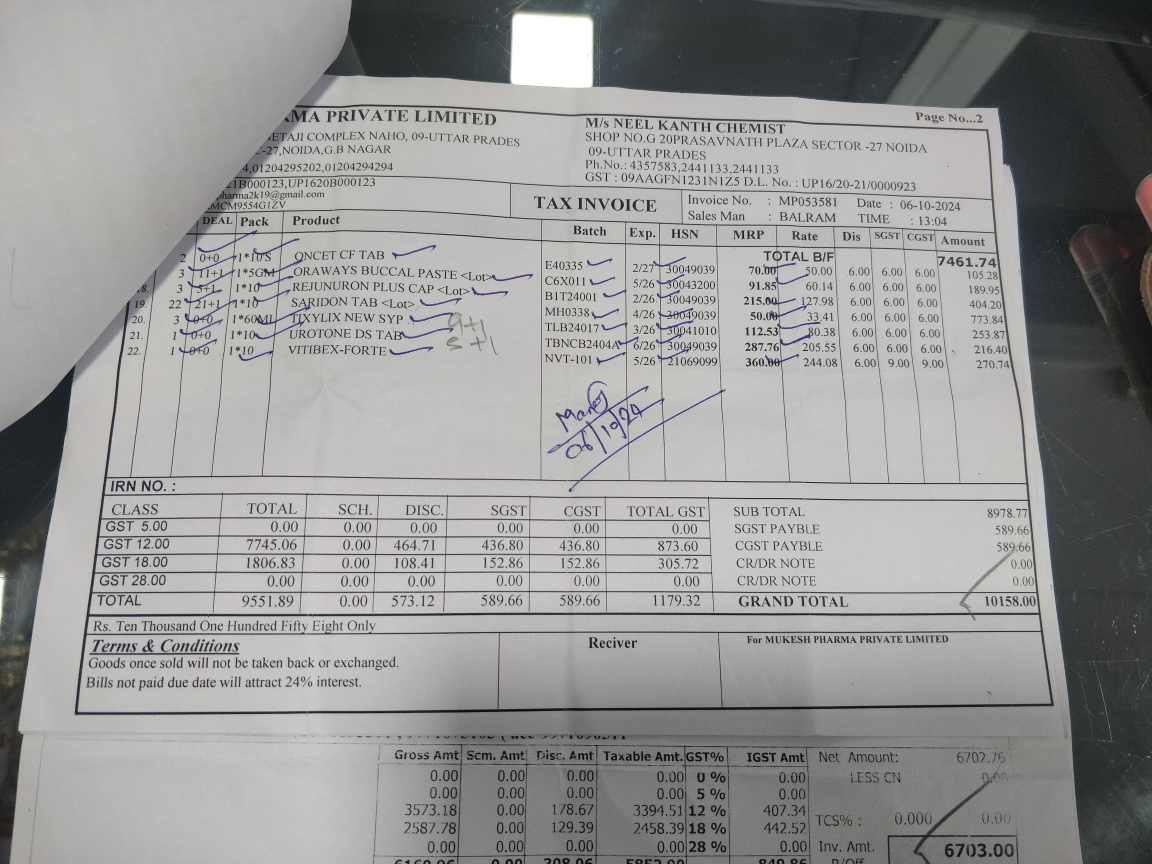 MA PRIVATE LIMITED
ETAJI COMPLEX NAHO, 09-UTTAR PRADES
-27,NOIDA,G.B NAGAR
4,01204295202,01204294294
21B000123,UP1620B000123
pharma2k19@gmail.com
MCM9554G1ZV
Page No...2
M/s NEEL KANTH CHEMIST
SHOP NO.G 20PRASAVNATH PLAZA SECTOR -27 NOIDA
09-UTTAR PRADES
Ph.No.: 4357583,2441133,2441133
GST : 09AAGFN1231N1Z5 D.L. No. : UP16/20-21/0000923
TAX INVOICE
Invoice No. : MP053581 Date : 06-10-2024
Sales Man : BALRAM TIME : 13:04
DEAL Pack Product Batch Exp. HSN MRP Rate Dis SGST CGST Amount
TOTAL B/F 7461.74
2 0+0 1*10'S ONCET CF TAB E40335 2/27 30049039 70.00 50.00 6.00 6.00 6.00 105.28
3 11+1 1*5GM ORAWAYS BUCCAL PASTE <Lot> C6X011 5/26 30043200 91.85 60.14 6.00 6.00 6.00 189.95
18. 3 5+1 1*10 REJUNURON PLUS CAP <Lot> B1T24001 2/26 30049039 215.00 127.98 6.00 6.00 6.00 404.20
19. 22 21+1 1*10 SARIDON TAB <Lot> MH0338 4/26 30049039 50.00 33.41 6.00 6.00 6.00 773.84
20. 3 0+0 1*60ML TIXYLIX NEW SYP TLB24017 3/26 30041010 112.53 80.38 6.00 6.00 6.00 253.87
21. 1 0+0 1*10 UROTONE DS TAB TBNCB2404A 6/26 30049039 287.76 205.55 6.00 6.00 6.00 216.40
22. 1 0+0 1*10 VITIBEX-FORTE NVT-101 5/26 21069099 360.00 244.08 6.00 9.00 9.00 270.74
9+1
5+1
06/10/24
IRN NO. :
CLASS TOTAL SCH. DISC. SGST CGST TOTAL GST
GST 5.00 0.00 0.00 0.00 0.00 0.00 0.00
GST 12.00 7745.06 0.00 464.71 436.80 436.80 873.60
GST 18.00 1806.83 0.00 108.41 152.86 152.86 305.72
GST 28.00 0.00 0.00 0.00 0.00 0.00 0.00
TOTAL 9551.89 0.00 573.12 589.66 589.66 1179.32
SUB TOTAL 8978.77
SGST PAYBLE 589.66
CGST PAYBLE 589.66
CR/DR NOTE 0.00
CR/DR NOTE 0.00
GRAND TOTAL 10158.00
Rs. Ten Thousand One Hundred Fifty Eight Only
Terms & Conditions
Goods once sold will not be taken back or exchanged.
Bills not paid due date will attract 24% interest.
Reciver
For MUKESH PHARMA PRIVATE LIMITED
Gross Amt Scm. Amt Disc. Amt Taxable Amt. GST% IGST Amt
0.00 0.00 0.00 0.00 0 % 0.00
0.00 0.00 0.00 0.00 5 % 0.00
3573.18 0.00 178.67 3394.51 12 % 407.34
2587.78 0.00 129.39 2458.39 18 % 442.52
0.00 0.00 0.00 0.00 28 % 0.00
Net Amount: 6702.76
LESS CN 0.00
TCS% : 0.000 0.00
Inv. Amt. 6703.00